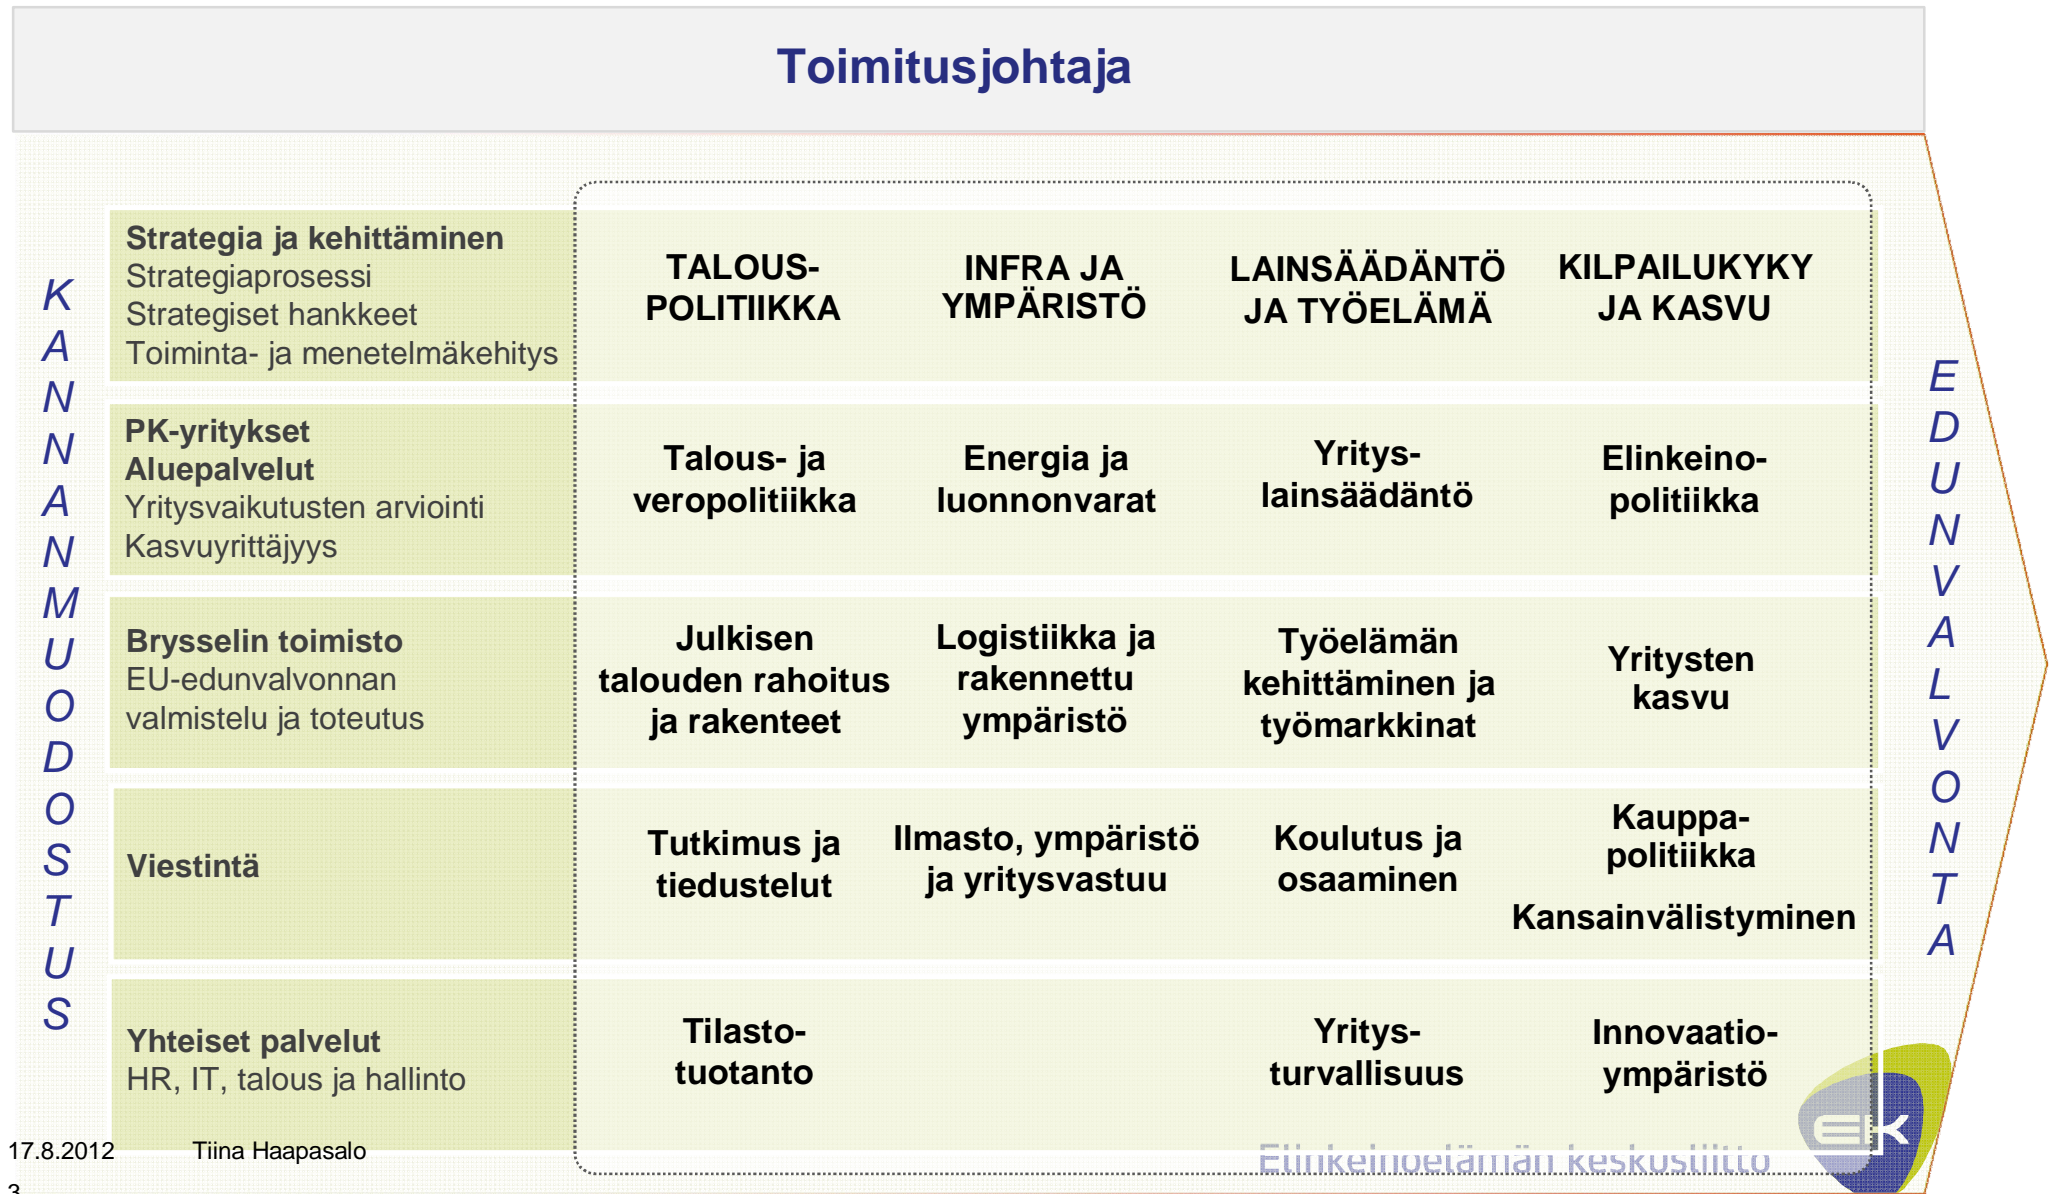 Toimitusjohtaja
KANNANMUODOSTUS
Strategia ja kehittäminen
Strategiaprosessi
Strategiset hankkeet
Toiminta- ja menetelmäkehitys
TALOUS-
POLITIIKKA
INFRA JA
YMPÄRISTÖ
LAINSÄÄDÄNTÖ
JA TYÖELÄMÄ
KILPAILUKYKY
JA KASVU
PK-yritykset
Aluepalvelut
Yritysvaikutusten arviointi
Kasvuyrittäjyys
Talous- ja
veropolitiikka
Energia ja
luonnonvarat
Yritys-
lainsäädäntö
Elinkeino-
politiikka
Brysselin toimisto
EU-edunvalvonnan
valmistelu ja toteutus
Julkisen
talouden rahoitus
ja rakenteet
Logistiikka ja
rakennettu
ympäristö
Työelämän
kehittäminen ja
työmarkkinat
Yritysten
kasvu
Viestintä
Tutkimus ja
tiedustelut
Ilmasto, ympäristö
ja yritysvastuu
Koulutus ja
osaaminen
Kauppa-
politiikka
Kansainvälistyminen
Yhteiset palvelut
HR, IT, talous ja hallinto
Tilasto-
tuotanto
Yritys-
turvallisuus
Innovaatio-
ympäristö
EDUNVALVONTA
17.8.2012 Tiina Haapasalo
Elinkeinoelämän keskusliitto
EK
3